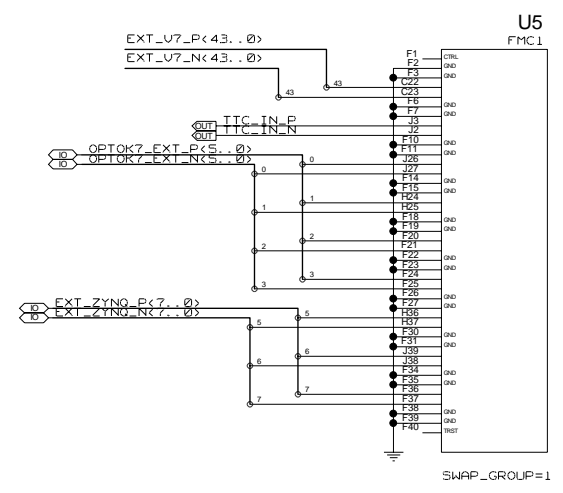 U5
FMC1
EXT_V7_P<43..0>
EXT_V7_N<43..0>
F1 CTRL
F2 GND
F3 GND
43 C22
43 C23
F6 GND
F7 GND
OUT TTC_IN_P J3
OUT TTC_IN_N J2
F10 GND
F11 GND
IO OPTOK7_EXT_P<5..0> 0 J26
IO OPTOK7_EXT_N<5..0> 0 J27
F14 GND
F15 GND
1 H24
1 H25
F18 GND
F19 GND
2 F20
2 F21
F22 GND
F23 GND
3 F24
3 F25
F26 GND
F27 GND
IO EXT_ZYNQ_P<7..0> 5 H36
IO EXT_ZYNQ_N<7..0> 5 H37
F30 GND
F31 GND
6 J39
6 J38
F34 GND
F35 GND
7 F36
7 F37
F38 GND
F39 GND
F40 TRST
SWAP_GROUP=1